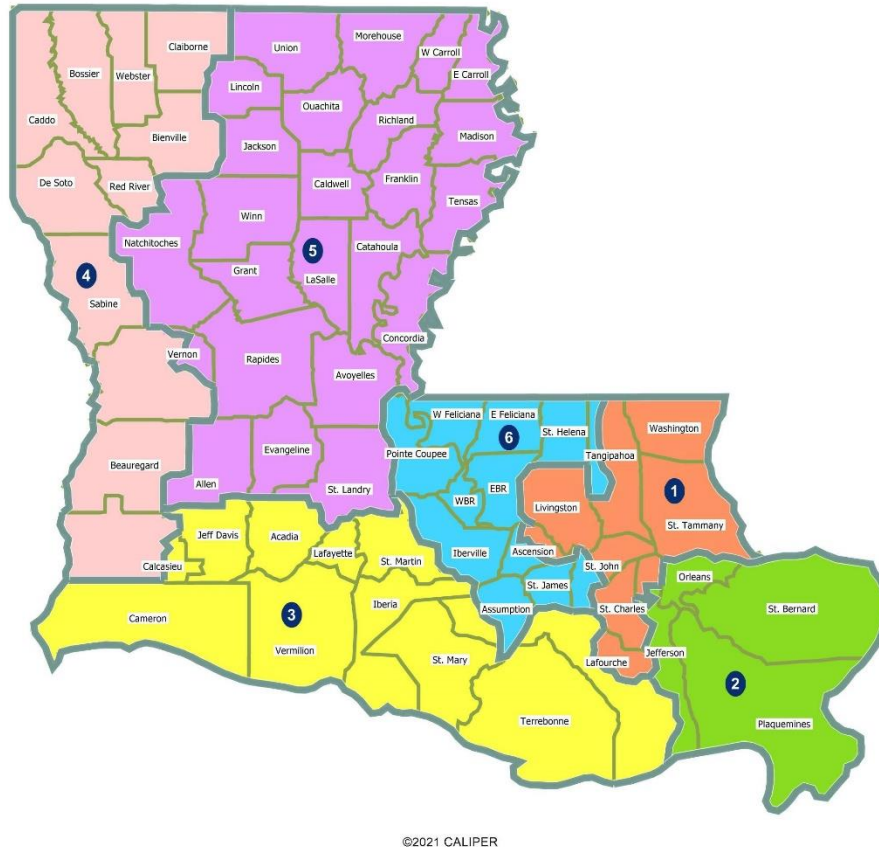 Claiborne
Union
Morehouse
W Carroll
E Carroll
Bossier
Webster
Lincoln
Ouachita
Richland
Caddo
Bienville
Jackson
Madison
De Soto
Red River
Caldwell
Franklin
Tensas
Winn
Natchitoches
5
Catahoula
4
Grant
LaSalle
Sabine
Concordia
Vernon
Rapides
Avoyelles
W Feliciana
E Feliciana
St. Helena
Washington
6
Pointe Coupee
Tangipahoa
Evangeline
Beauregard
Allen
St. Landry
WBR
EBR
1
Livingston
St. Tammany
Jeff Davis
Acadia
Lafayette
St. Martin
Iberville
Ascension
Calcasieu
St. John
Orleans
St. James
Cameron
3
Iberia
Assumption
St. Charles
St. Bernard
Vermilion
St. Mary
Lafourche
Jefferson
2
Terrebonne
Plaquemines
©2021 CALIPER